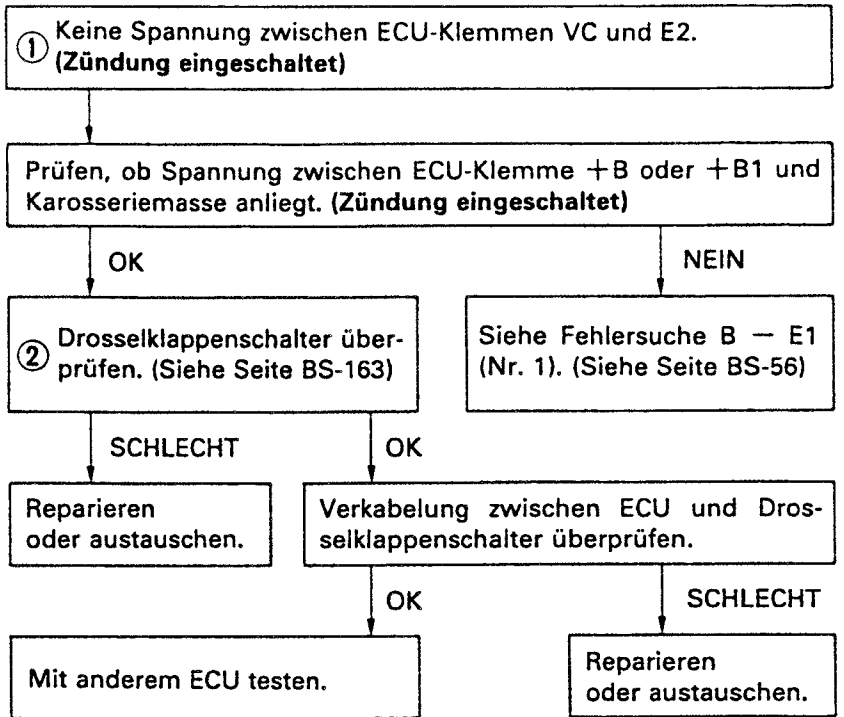 ① Keine Spannung zwischen ECU-Klemmen VC und E2.
(Zündung eingeschaltet)
Prüfen, ob Spannung zwischen ECU-Klemme +B oder +B1 und
Karosseriemasse anliegt. (Zündung eingeschaltet)
OK
NEIN
② Drosselklappenschalter über-
prüfen. (Siehe Seite BS-163)
Siehe Fehlersuche B — E1
(Nr. 1). (Siehe Seite BS-56)
SCHLECHT
OK
Reparieren
oder austauschen.
Verkabelung zwischen ECU und Dros-
selklappenschalter überprüfen.
OK
SCHLECHT
Mit anderem ECU testen.
Reparieren
oder austauschen.